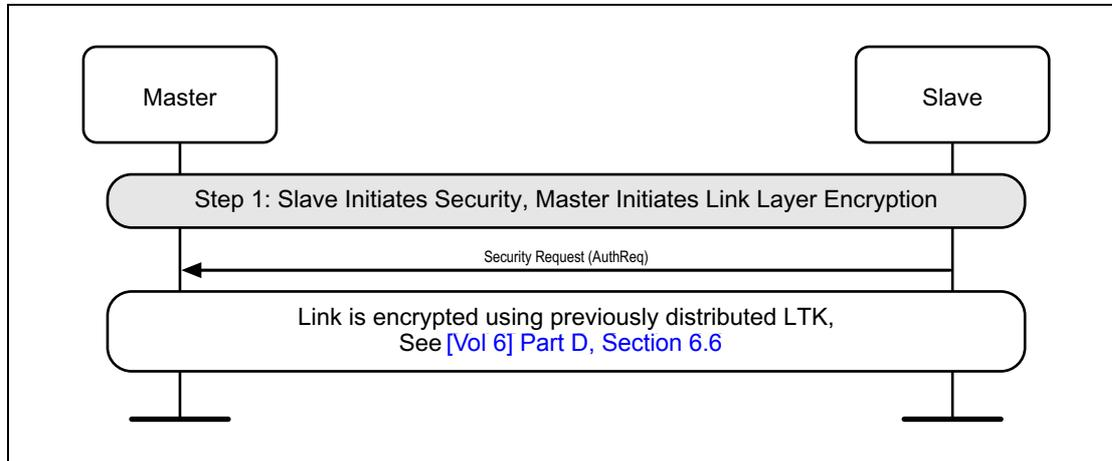 Master
Slave
Step 1: Slave Initiates Security, Master Initiates Link Layer Encryption
Security Request (AuthReq)
Link is encrypted using previously distributed LTK,
See [Vol 6] Part D, Section 6.6